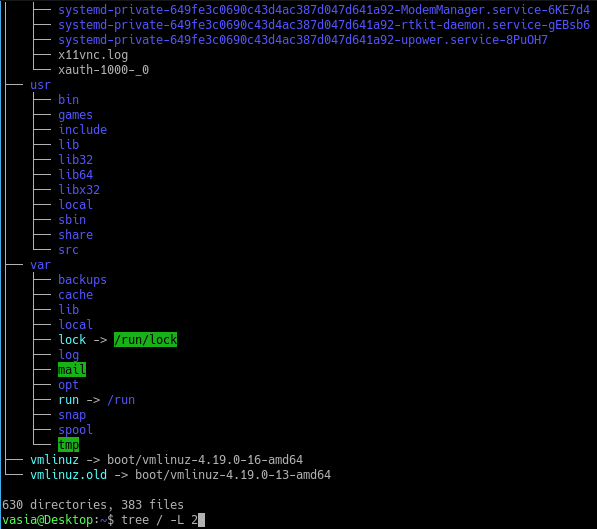 ├── systemd-private-649fe3c0690c43d4ac387d047d641a92-ModemManager.service-6KE7d4
├── systemd-private-649fe3c0690c43d4ac387d047d641a92-rtkit-daemon.service-gEBsb6
├── systemd-private-649fe3c0690c43d4ac387d047d641a92-upower.service-8PuOH7
├── x11vnc.log
└── xauth-1000-_0
├── usr
├── bin
├── games
├── include
├── lib
├── lib32
├── lib64
├── libx32
├── local
├── sbin
├── share
└── src
├── var
├── backups
├── cache
├── lib
├── local
├── lock -> /run/lock
├── log
├── mail
├── opt
├── run -> /run
├── snap
├── spool
└── tmp
├── vmlinuz -> boot/vmlinuz-4.19.0-16-amd64
└── vmlinuz.old -> boot/vmlinuz-4.19.0-13-amd64
630 directories, 383 files
vasia@Desktop:~$ tree / -L 2